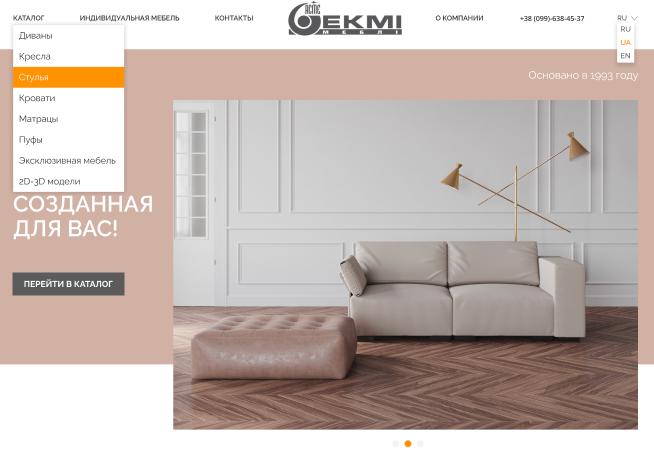 КАТАЛОГ
ИНДИВИДУАЛЬНАЯ МЕБЕЛЬ
КОНТАКТЫ
ЕКМІ
МЕБЛІ
О КОМПАНИИ
+38 (099)-638-45-37
RU
RU
UA
EN
Диваны
Кресла
Стулья
Кровати
Матрацы
Пуфы
Эксклюзивная мебель
2D-3D модели
Основано в 1993 году
СОЗДАННАЯ
ДЛЯ ВАС!
ПЕРЕЙТИ В КАТАЛОГ